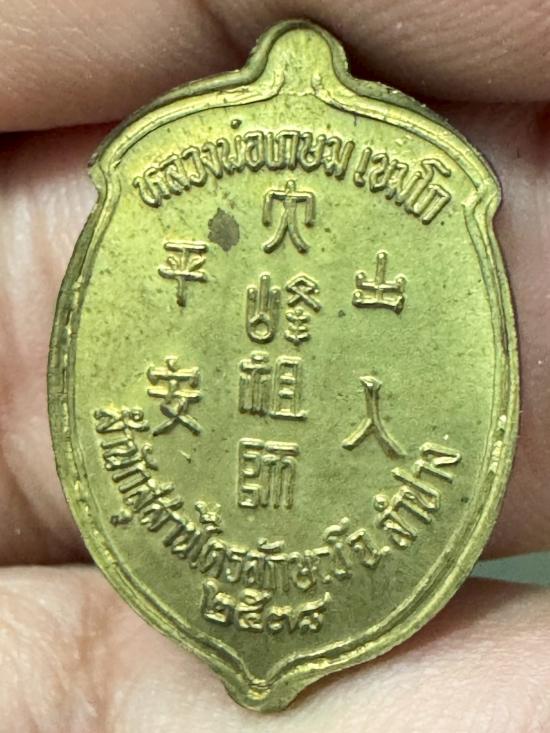 หลวงพ่อเกษม เขมโก
大峰祖師
出入
平安
สำนักสุสานไตรลักษณ์ จ.ลำปาง
๒๕๓๘